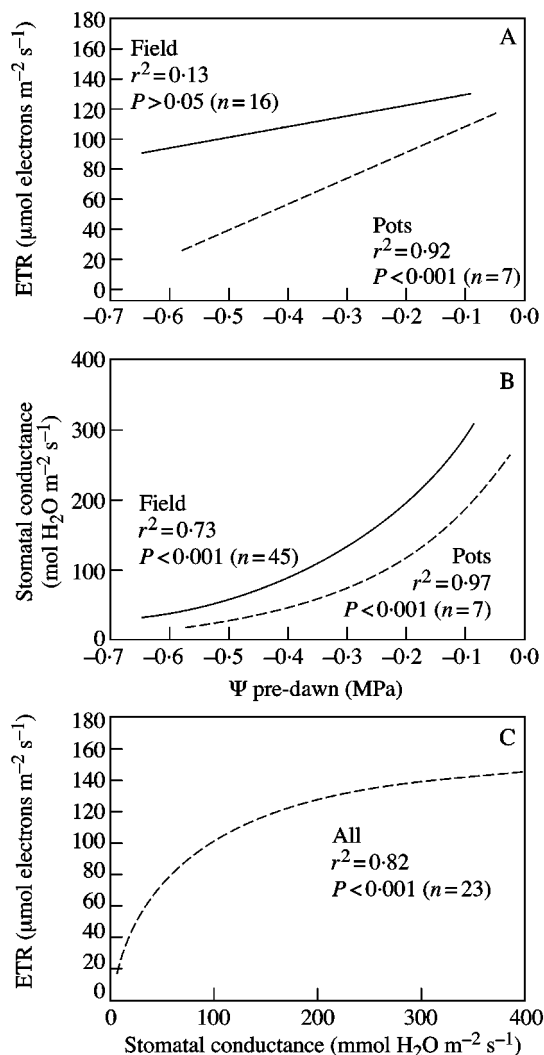 180
160
140
120
100
80
60
40
20
0
ETR (μmol electrons m⁻² s⁻¹)
A
Field
r²=0·13
P>0·05 (n=16)
Pots
r²=0·92
P<0·001 (n=7)
–0·7 –0·6 –0·5 –0·4 –0·3 –0·2 –0·1 0·0
400
300
200
100
0
Stomatal conductance
(mol H₂O m⁻² s⁻¹)
B
Field
r²=0·73
P<0·001 (n=45)
Pots
r²=0·97
P<0·001 (n=7)
–0·7 –0·6 –0·5 –0·4 –0·3 –0·2 –0·1 0·0
Ψ pre-dawn (MPa)
180
160
140
120
100
80
60
40
20
0
ETR (μmol electrons m⁻² s⁻¹)
C
All
r²=0·82
P<0·001 (n=23)
0 100 200 300 400
Stomatal conductance (mmol H₂O m⁻² s⁻¹)